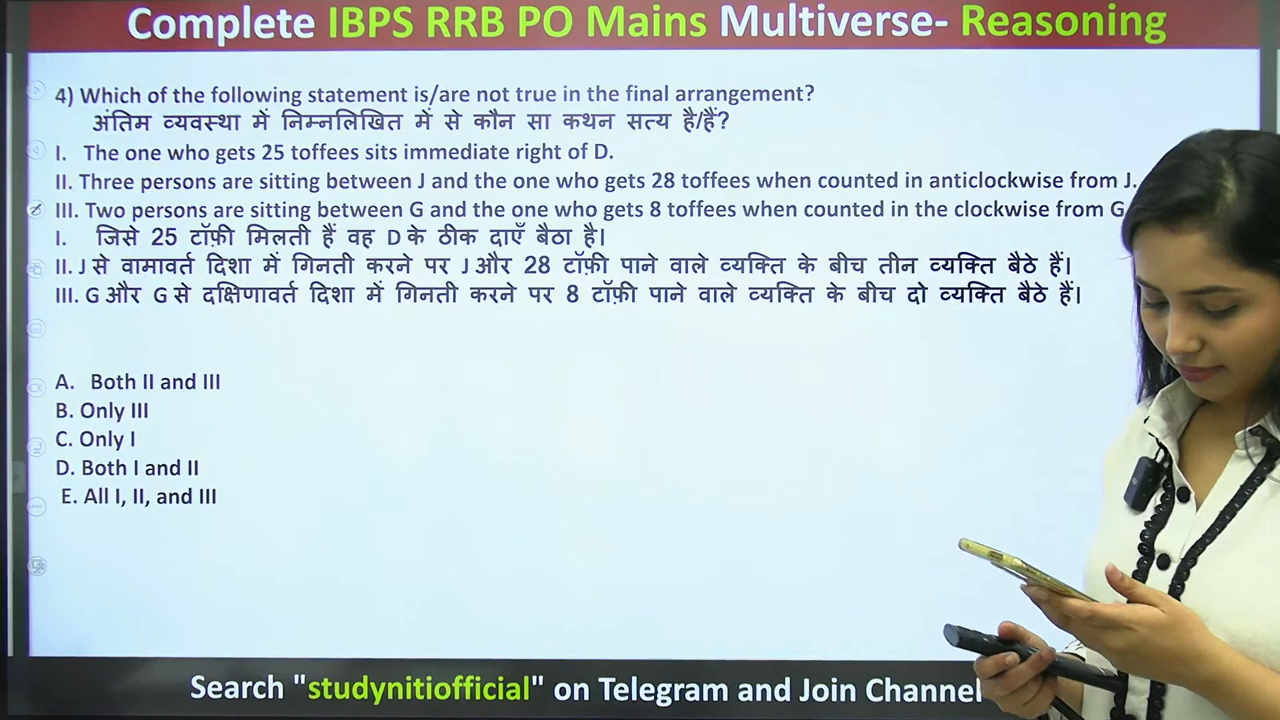 Complete IBPS RRB PO Mains Multiverse- Reasoning
4) Which of the following statement is/are not true in the final arrangement?
अंतिम व्यवस्था में निम्नलिखित में से कौन सा कथन सत्य है/हैं?
I. The one who gets 25 toffees sits immediate right of D.
II. Three persons are sitting between J and the one who gets 28 toffees when counted in anticlockwise from J.
III. Two persons are sitting between G and the one who gets 8 toffees when counted in the clockwise from G
I. जिसे 25 टॉफ़ी मिलती हैं वह D के ठीक दाएँ बैठा है।
II. J से वामावर्त दिशा में गिनती करने पर J और 28 टॉफ़ी पाने वाले व्यक्ति के बीच तीन व्यक्ति बैठे हैं।
III. G और G से दक्षिणावर्त दिशा में गिनती करने पर 8 टॉफ़ी पाने वाले व्यक्ति के बीच दो व्यक्ति बैठे हैं।
A. Both II and III
B. Only III
C. Only I
D. Both I and II
E. All I, II, and III
Search "studynitiofficial" on Telegram and Join Channel